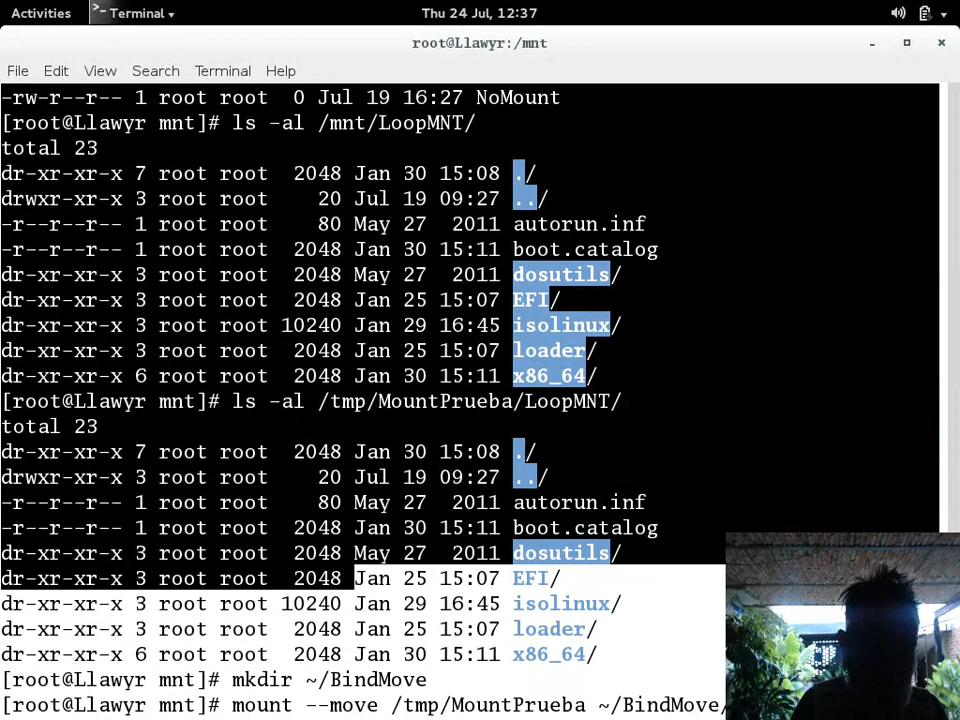 Activities Terminal Thu 24 Jul, 12:37
root@Llawyr:/mnt
File Edit View Search Terminal Help
-rw-r--r-- 1 root root 0 Jul 19 16:27 NoMount
[root@Llawyr mnt]# ls -al /mnt/LoopMNT/
total 23
dr-xr-xr-x 7 root root 2048 Jan 30 15:08 ./
drwxr-xr-x 3 root root 20 Jul 19 09:27 ../
-r--r--r-- 1 root root 80 May 27 2011 autorun.inf
-r--r--r-- 1 root root 2048 Jan 30 15:11 boot.catalog
dr-xr-xr-x 3 root root 2048 May 27 2011 dosutils/
dr-xr-xr-x 3 root root 2048 Jan 25 15:07 EFI/
dr-xr-xr-x 3 root root 10240 Jan 29 16:45 isolinux/
dr-xr-xr-x 3 root root 2048 Jan 25 15:07 loader/
dr-xr-xr-x 6 root root 2048 Jan 30 15:11 x86_64/
[root@Llawyr mnt]# ls -al /tmp/MountPrueba/LoopMNT/
total 23
dr-xr-xr-x 7 root root 2048 Jan 30 15:08 ./
drwxr-xr-x 3 root root 20 Jul 19 09:27 ../
-r--r--r-- 1 root root 80 May 27 2011 autorun.inf
-r--r--r-- 1 root root 2048 Jan 30 15:11 boot.catalog
dr-xr-xr-x 3 root root 2048 May 27 2011 dosutils/
dr-xr-xr-x 3 root root 2048 Jan 25 15:07 EFI/
dr-xr-xr-x 3 root root 10240 Jan 29 16:45 isolinux/
dr-xr-xr-x 3 root root 2048 Jan 25 15:07 loader/
dr-xr-xr-x 6 root root 2048 Jan 30 15:11 x86_64/
[root@Llawyr mnt]# mkdir ~/BindMove
[root@Llawyr mnt]# mount --move /tmp/MountPrueba ~/BindMove/